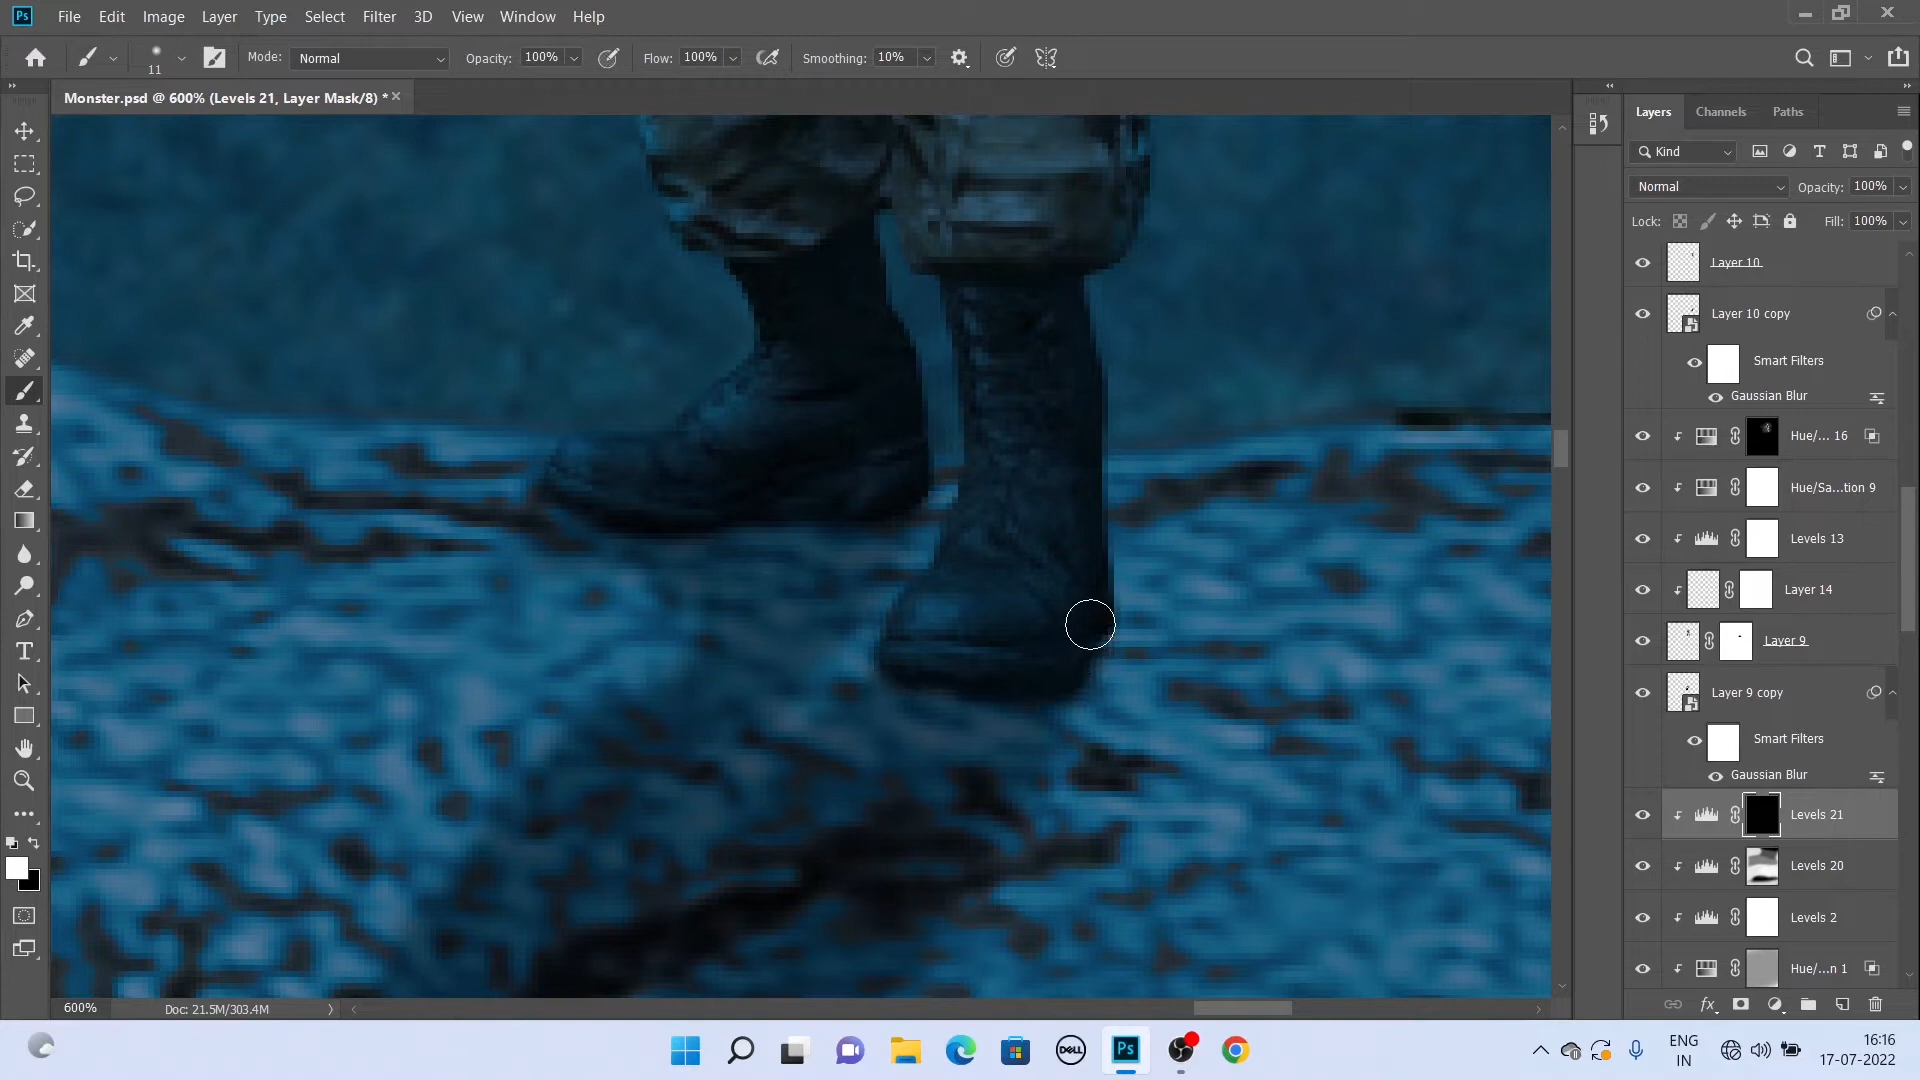 Ps File Edit Image Layer Type Select Filter 3D View Window Help
11 Mode: Normal Opacity: 100% Flow: 100% Smoothing: 10%
Monster.psd @ 600% (Levels 21, Layer Mask/8) *
Layers Channels Paths
Kind
Normal Opacity: 100%
Lock: Fill: 100%
Layer 10
Layer 10 copy
Smart Filters
Gaussian Blur
Hue/... 16
Hue/Sa...tion 9
Levels 13
Layer 14
Layer 9
Layer 9 copy
Smart Filters
Gaussian Blur
Levels 21
Levels 20
Levels 2
Hue/...n 1
600% Doc: 21.5M/303.4M
fx
DELL
Ps
ENG
IN
16:16
17-07-2022